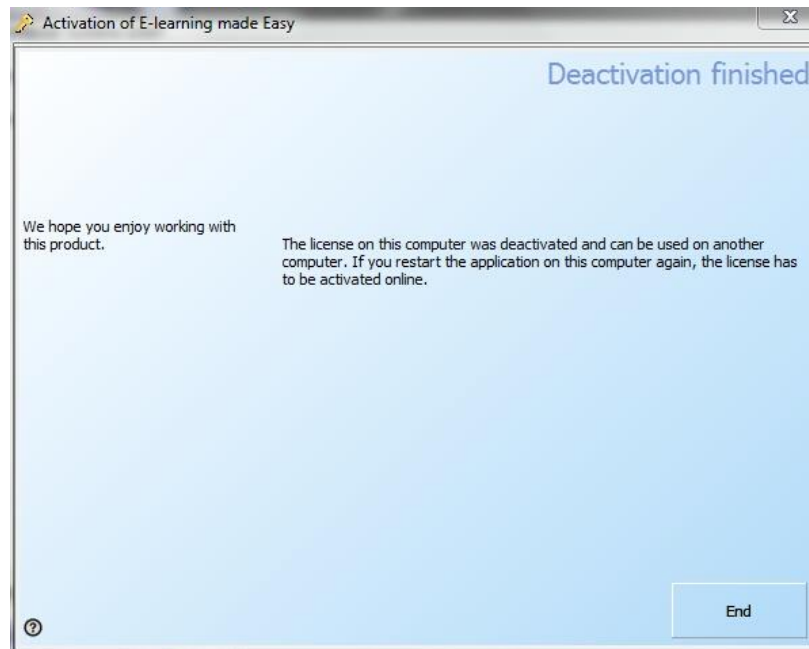 Activation of E-learning made Easy
Deactivation finished
We hope you enjoy working with
this product.
The license on this computer was deactivated and can be used on another
computer. If you restart the application on this computer again, the license has
to be activated online.
End